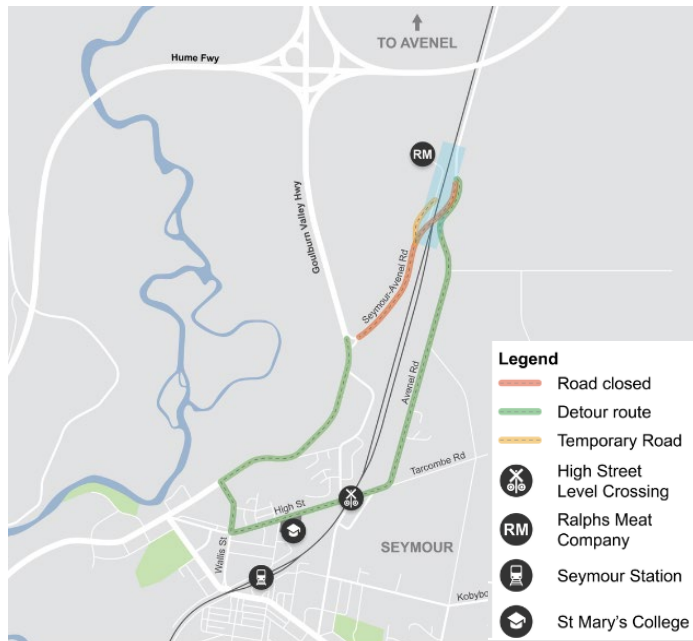 TO AVENEL
Hume Fwy
RM
Goulburn Valley Hwy
Seymour-Avenel Rd
Avenel Rd
Tarcombe Rd
High St
Wallis St
SEYMOUR
Kobybo
Legend
Road closed
Detour route
Temporary Road
High Street
Level Crossing
RM
Ralphs Meat
Company
Seymour Station
St Mary's College